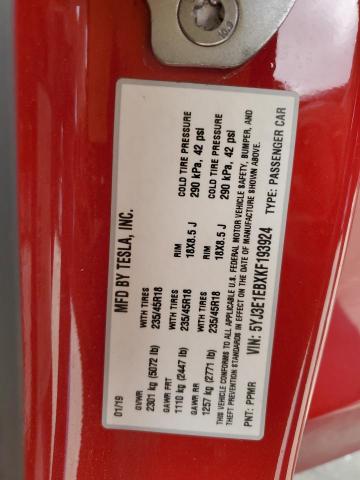 10.9
MFD BY TESLA, INC.
01/19
GVWR
2301 kg (5072 lb)
GAWR FRT WITH TIRES RIM COLD TIRE PRESSURE
1110 kg (2447 lb) 235/45R18 18X8.5 J 290 kPa, 42 psi
GAWR RR WITH TIRES RIM COLD TIRE PRESSURE
1257 kg (2771 lb) 235/45R18 18X8.5 J 290 kPa, 42 psi
THIS VEHICLE CONFORMS TO ALL APPLICABLE U.S. FEDERAL MOTOR VEHICLE SAFETY, BUMPER, AND
THEFT PREVENTION STANDARDS IN EFFECT ON THE DATE OF MANUFACTURE SHOWN ABOVE.
PNT: PPMR VIN: 5YJ3E1EBXKF193924 TYPE: PASSENGER CAR